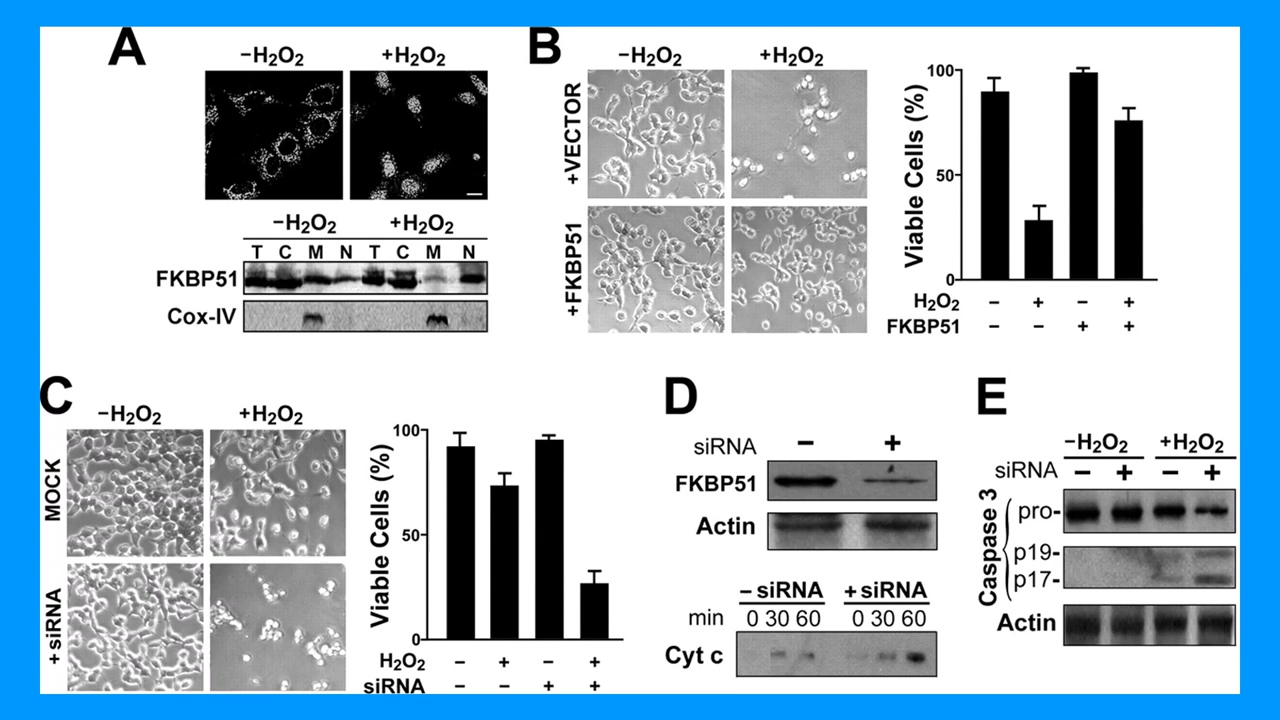 A
−H2O2 +H2O2
−H2O2 +H2O2
T C M N T C M N
FKBP51
Cox-IV
B
−H2O2 +H2O2
+VECTOR
+FKBP51
Viable Cells (%)
100
50
0
H2O2 − + − +
FKBP51 − − + +
C
−H2O2 +H2O2
MOCK
+siRNA
Viable Cells (%)
100
50
0
H2O2 − + − +
siRNA − − + +
D
siRNA − +
FKBP51
Actin
− siRNA + siRNA
min 0 30 60 0 30 60
Cyt c
E
−H2O2 +H2O2
siRNA − + − +
Caspase 3
pro-
p19-
p17-
Actin